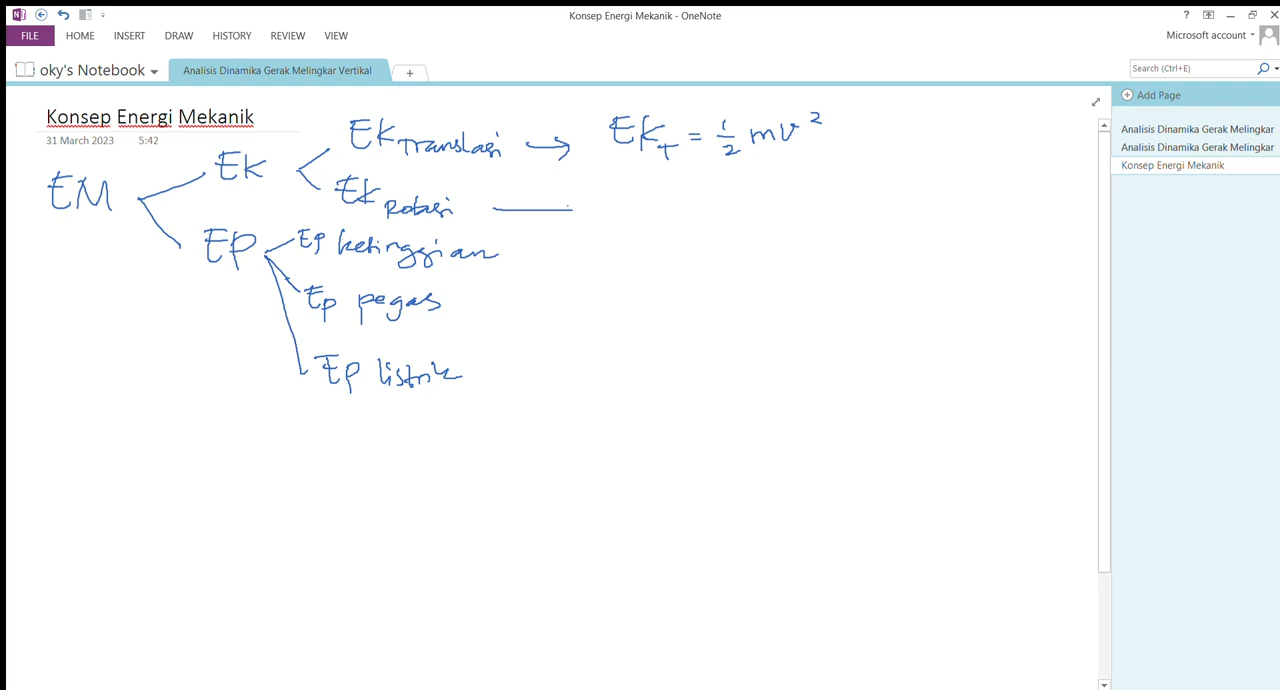 Konsep Energi Mekanik - OneNote
?
FILE HOME INSERT DRAW HISTORY REVIEW VIEW
Microsoft account
oky's Notebook
Analisis Dinamika Gerak Melingkar Vertikal
+
Search (Ctrl+E)
Add Page
Analisis Dinamika Gerak Melingkar
Analisis Dinamika Gerak Melingkar
Konsep Energi Mekanik
Konsep Energi Mekanik
31 March 2023 5:42
EK Translasi → EK_T = 1/2 mv²
EK
EK Rotasi
EM
EP
Ep ketinggian
Ep pegas
Ep listrik